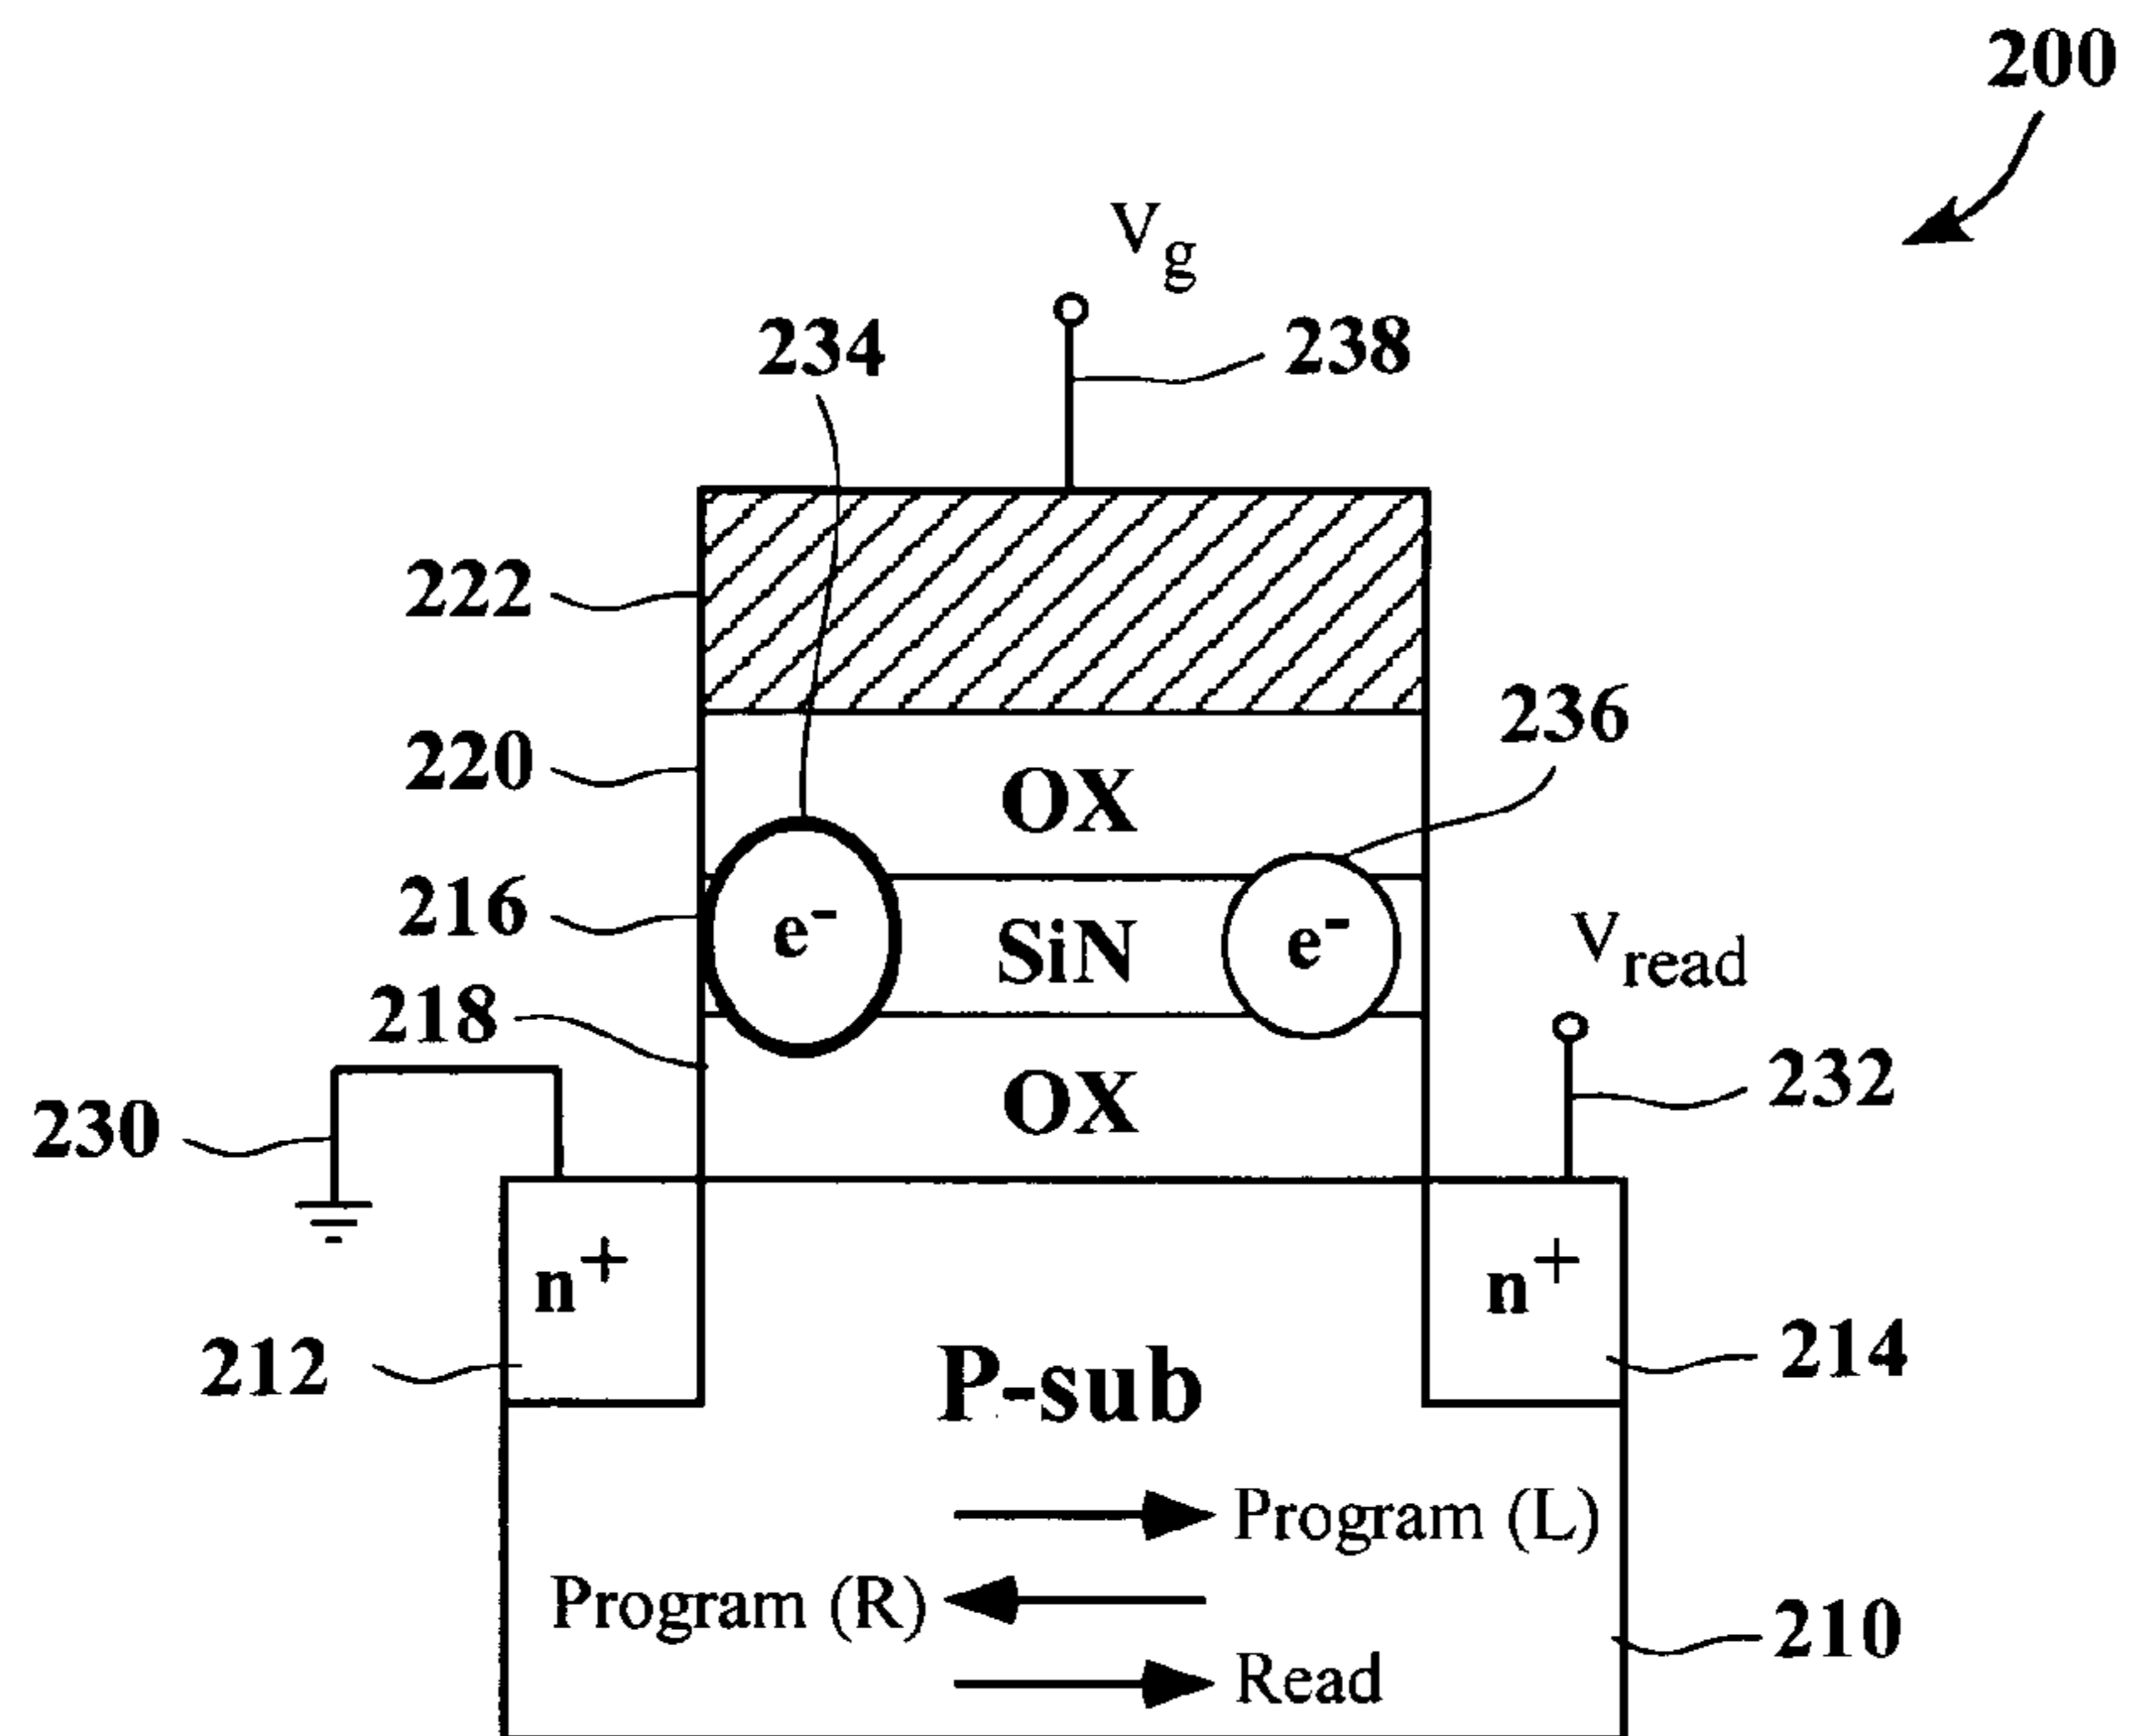 200
Vg
234
238
222
236
220
OX
216
e-
SiN
e-
Vread
218
OX
232
230
n+
n+
212
P-sub
214
Program (L)
Program (R)
210
Read